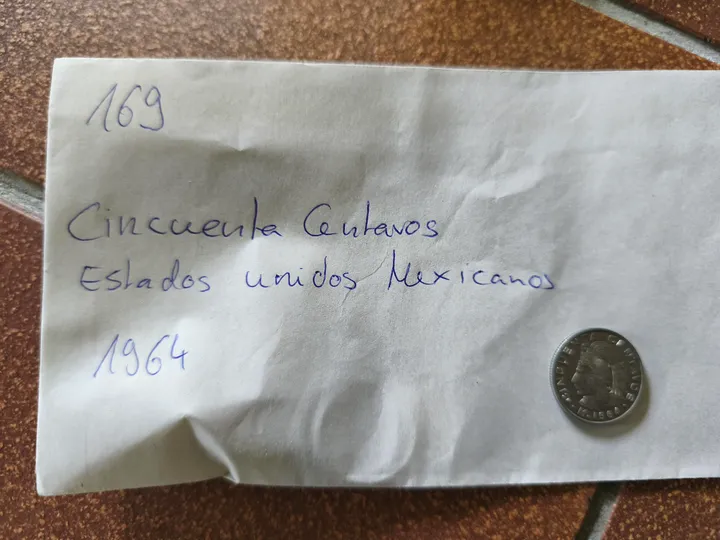 169
Cincuenta Centavos
Estados unidos Mexicanos
1964